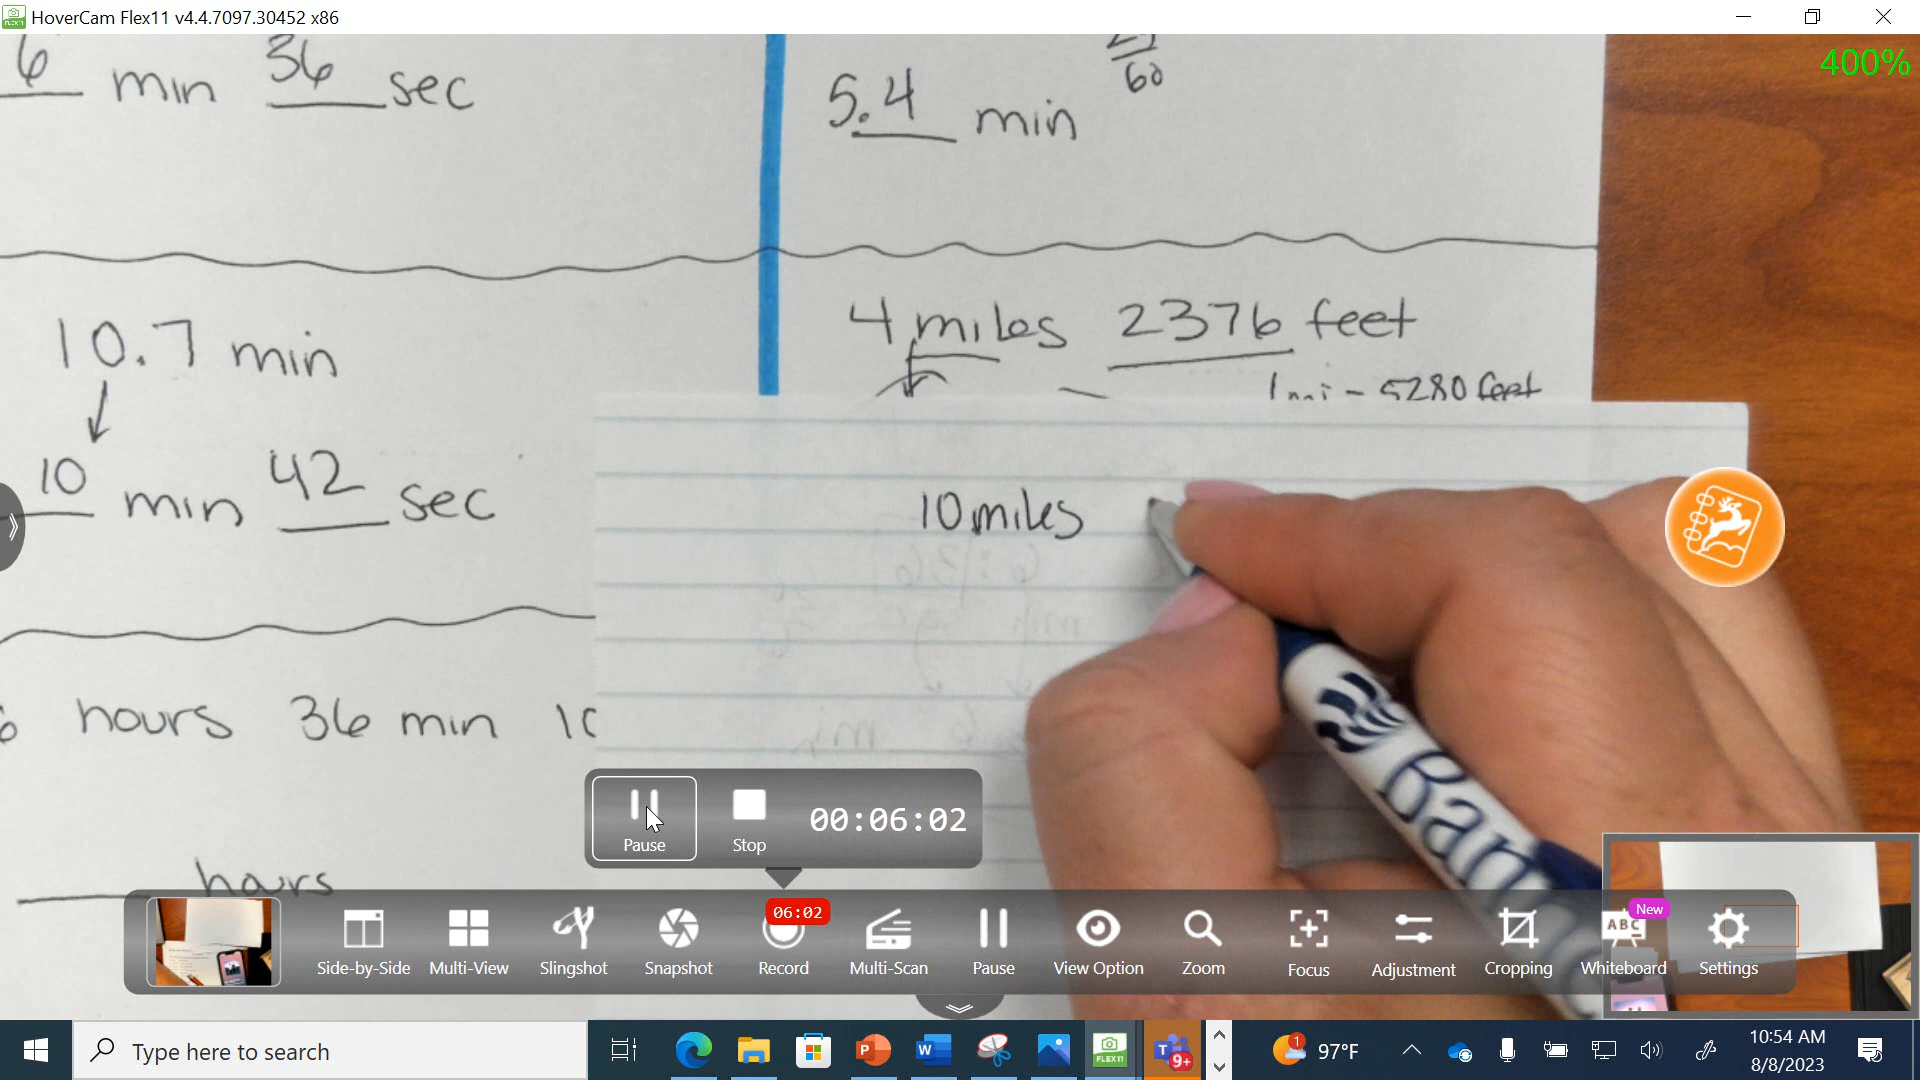 HoverCam Flex11 v4.4.7097.30452 x86
400%
6 min 36 sec
5.4 min
60
10.7 min
10 min 42 sec
4 miles 2376 feet
1 mi - 5280 feet
10 miles
hours 36 min
hours
Pause
Stop
00:06:02
06:02
Side-by-Side
Multi-View
Slingshot
Snapshot
Record
Multi-Scan
Pause
View Option
Zoom
Focus
Adjustment
Cropping
New
ABC
Whiteboard
Settings
Type here to search
FLEX11
9+
1
97°F
10:54 AM
8/8/2023